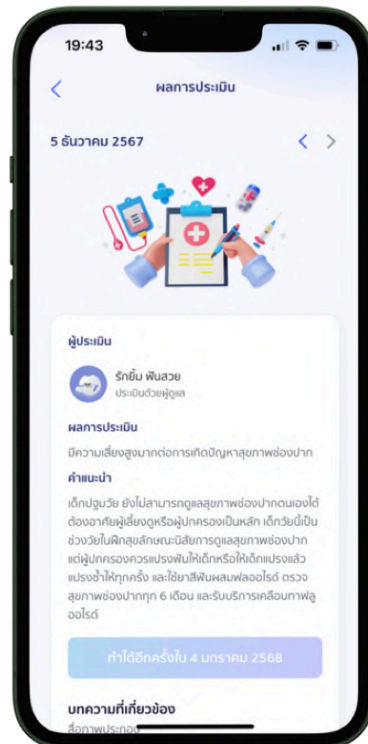 19:43
ผลการประเมิน
5 ธันวาคม 2567
ผู้ประเมิน
รักยิ้ม ฟันสวย
ประเมินด้วยผู้ดูแล
ผลการประเมิน
มีความเสี่ยงสูงมากต่อการเกิดปัญหาสุขภาพช่องปาก
คำแนะนำ
เด็กปฐมวัย ยังไม่สามารถดูแลสุขภาพช่องปากตนเองได้
ต้องอาศัยผู้เลี้ยงดูหรือผู้ปกครองเป็นหลัก เด็กวัยนี้เป็น
ช่วงวัยในฝึกสุขลักษณะนิสัยการดูแลสุขภาพช่องปาก
แต่ผู้ปกครองควรแปรงฟันให้เด็กหรือให้เด็กแปรงแล้ว
แปรงซ้ำให้ทุกครั้ง และใช้ยาสีฟันผสมฟลูออไรด์ ตรวจ
สุขภาพช่องปากทุก 6 เดือน และรับบริการเคลือบทาฟลู
ออไรด์
ทำได้อีกครั้งใน 4 มกราคม 2568
บทความที่เกี่ยวข้อง
สื่อภาพประกอบ